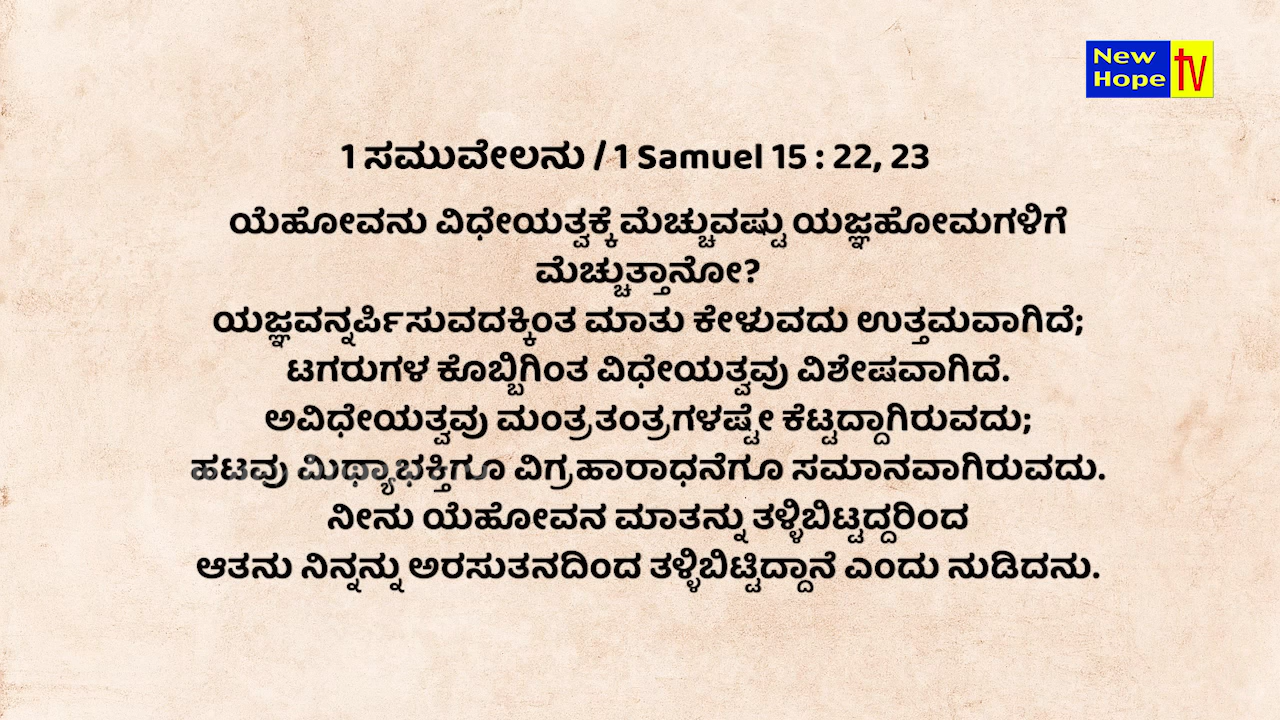 New
Hope tv
1 ಸಮುವೇಲನು / 1 Samuel 15 : 22, 23
ಯೆಹೋವನು ವಿಧೇಯತ್ವಕ್ಕೆ ಮೆಚ್ಚುವಷ್ಟು ಯಜ್ಞಹೋಮಗಳಿಗೆ
ಮೆಚ್ಚುತ್ತಾನೋ?
ಯಜ್ಞವನ್ನರ್ಪಿಸುವದಕ್ಕಿಂತ ಮಾತು ಕೇಳುವದು ಉತ್ತಮವಾಗಿದೆ;
ಟಗರುಗಳ ಕೊಬ್ಬಿಗಿಂತ ವಿಧೇಯತ್ವವು ವಿಶೇಷವಾಗಿದೆ.
ಅವಿಧೇಯತ್ವವು ಮಂತ್ರತಂತ್ರಗಳಷ್ಟೇ ಕೆಟ್ಟದ್ದಾಗಿರುವದು;
ಹಟವು ಮಿಥ್ಯಾಭಕ್ತಿಗೂ ವಿಗ್ರಹಾರಾಧನೆಗೂ ಸಮಾನವಾಗಿರುವದು.
ನೀನು ಯೆಹೋವನ ಮಾತನ್ನು ತಳ್ಳಿಬಿಟ್ಟದ್ದರಿಂದ
ಆತನು ನಿನ್ನನ್ನು ಅರಸುತನದಿಂದ ತಳ್ಳಿಬಿಟ್ಟಿದ್ದಾನೆ ಎಂದು ನುಡಿದನು.